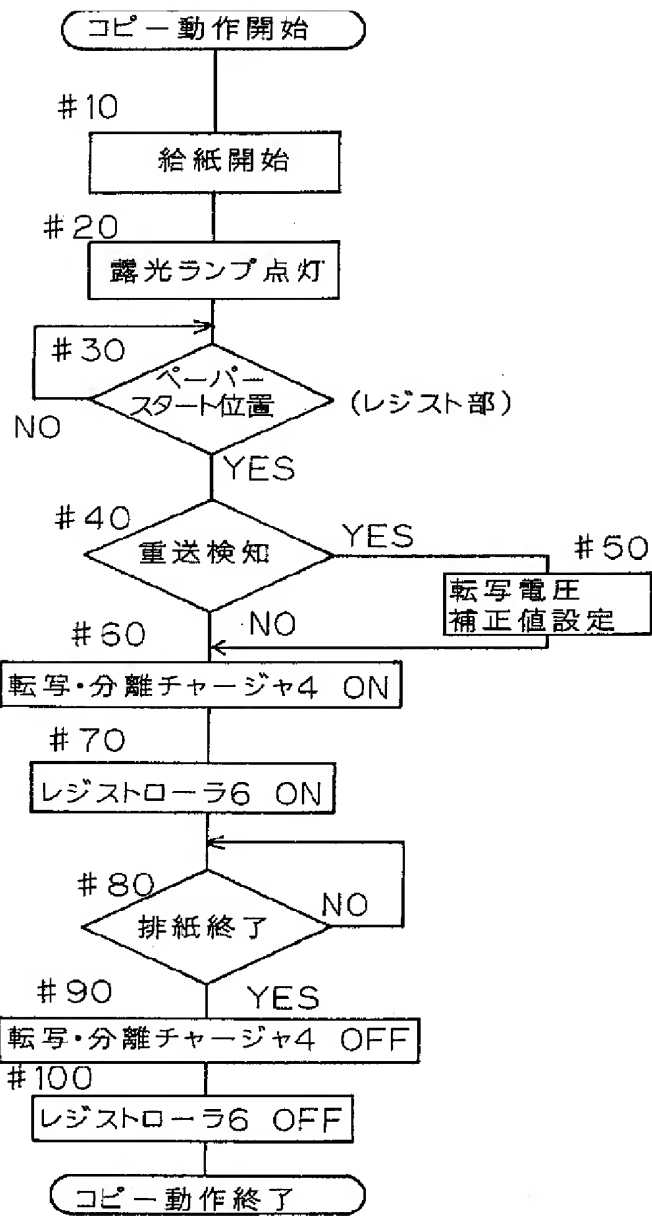 コピー動作開始
#10
給紙開始
#20
露光ランプ点灯
#30
ペーパー
スタート位置
(レジスト部)
NO
YES
#40
重送検知
YES
#50
転写電圧
補正値設定
NO
#60
転写・分離チャージャ4 ON
#70
レジストローラ6 ON
#80
排紙終了
NO
#90
YES
転写・分離チャージャ4 OFF
#100
レジストローラ6 OFF
コピー動作終了